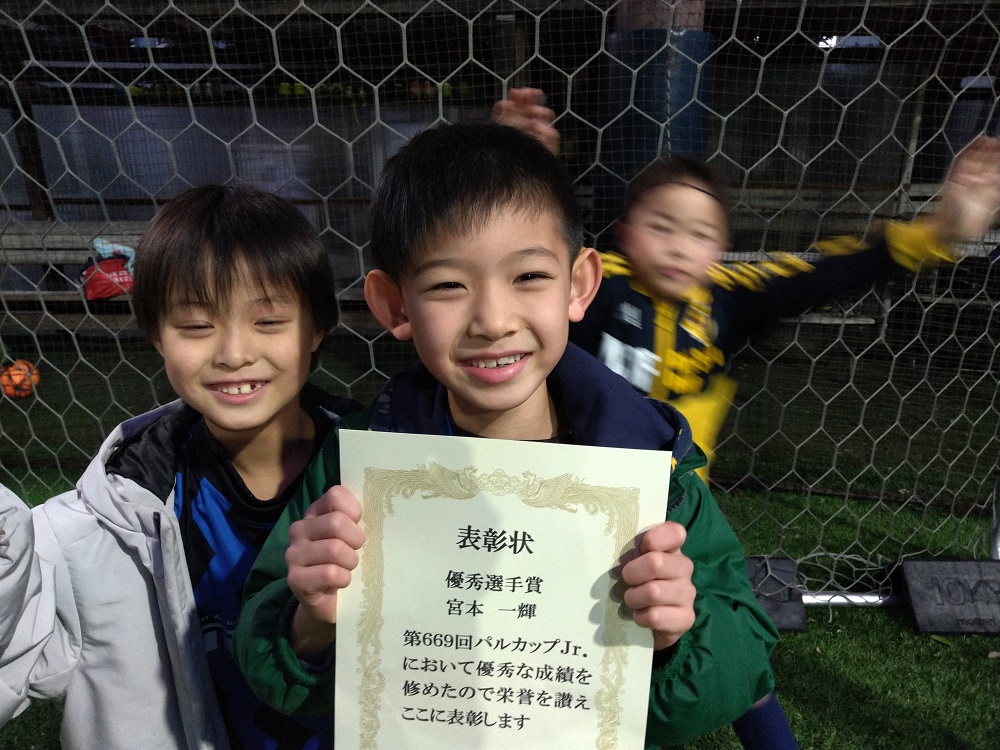 表彰状
優秀選手賞
宮本 一輝
第669回パルカップJr.
において優秀な成績を
修めたので栄誉を讃え
ここに表彰します
10KG
molten